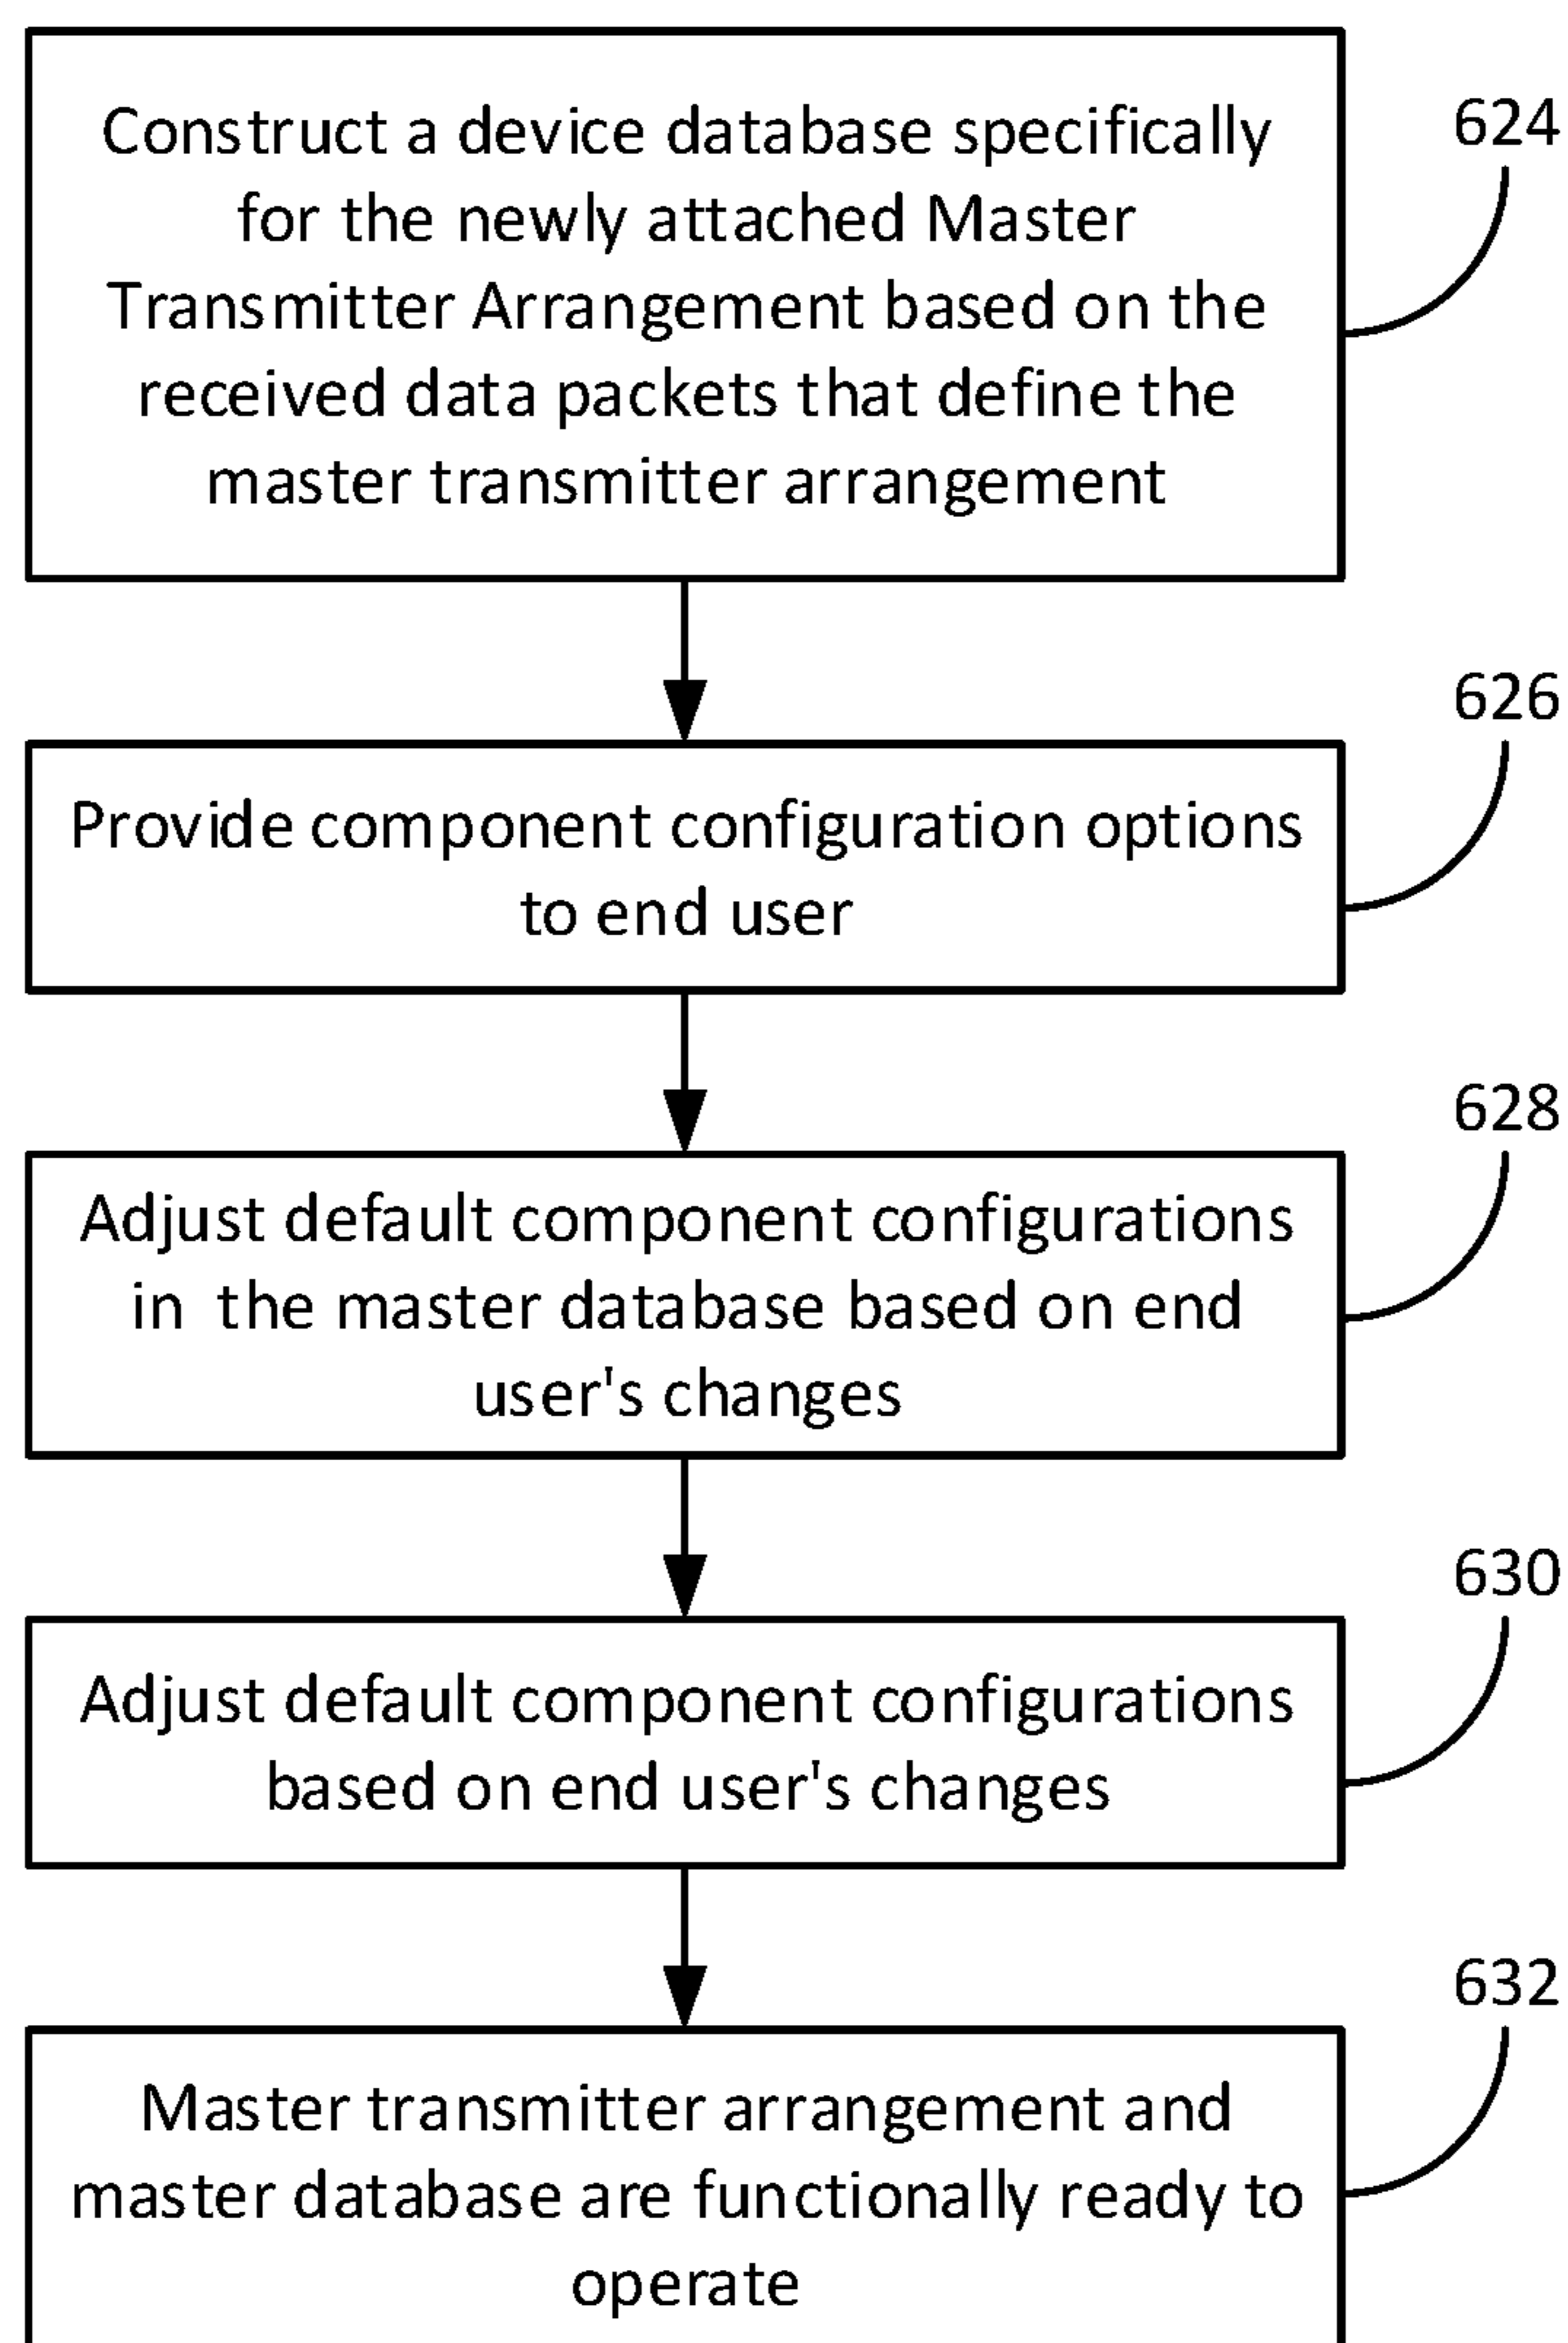 Construct a device database specifically
624
for the newly attached Master
Transmitter Arrangement based on the
received data packets that define the
master transmitter arrangement
626
Provide component configuration options
to end user
628
Adjust default component configurations
in the master database based on end
user's changes
630
Adjust default component configurations
based on end user's changes
632
Master transmitter arrangement and
master database are functionally ready to
operate